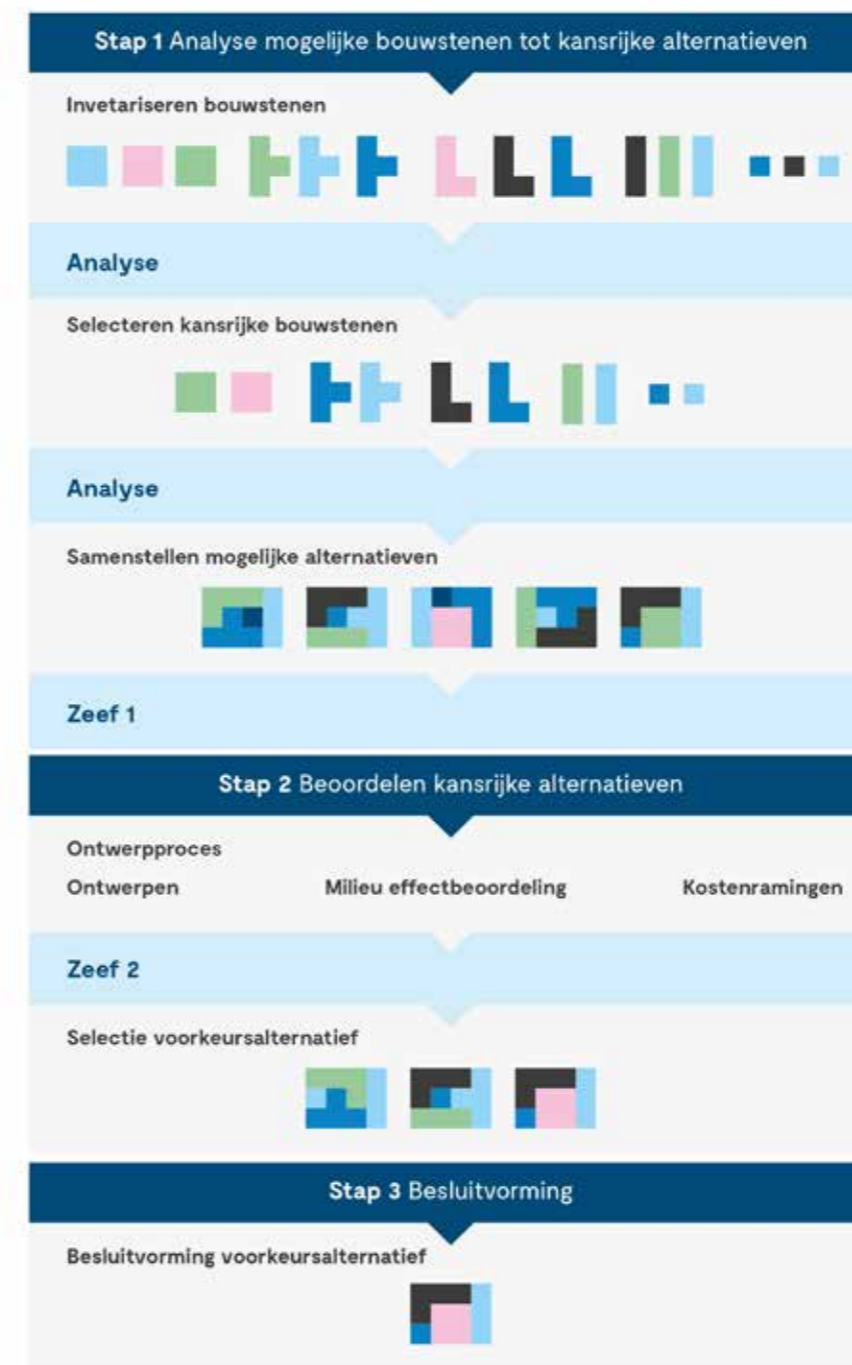 Stap 1 Analyse mogelijke bouwstenen tot kansrijke alternatieven
Invetariseren bouwstenen
Analyse
Selecteren kansrijke bouwstenen
Analyse
Samenstellen mogelijke alternatieven
Zeef 1
Stap 2 Beoordelen kansrijke alternatieven
Ontwerpproces
Ontwerpen Milieu effectbeoordeling Kostenramingen
Zeef 2
Selectie voorkeursalternatief
Stap 3 Besluitvorming
Besluitvorming voorkeursalternatief